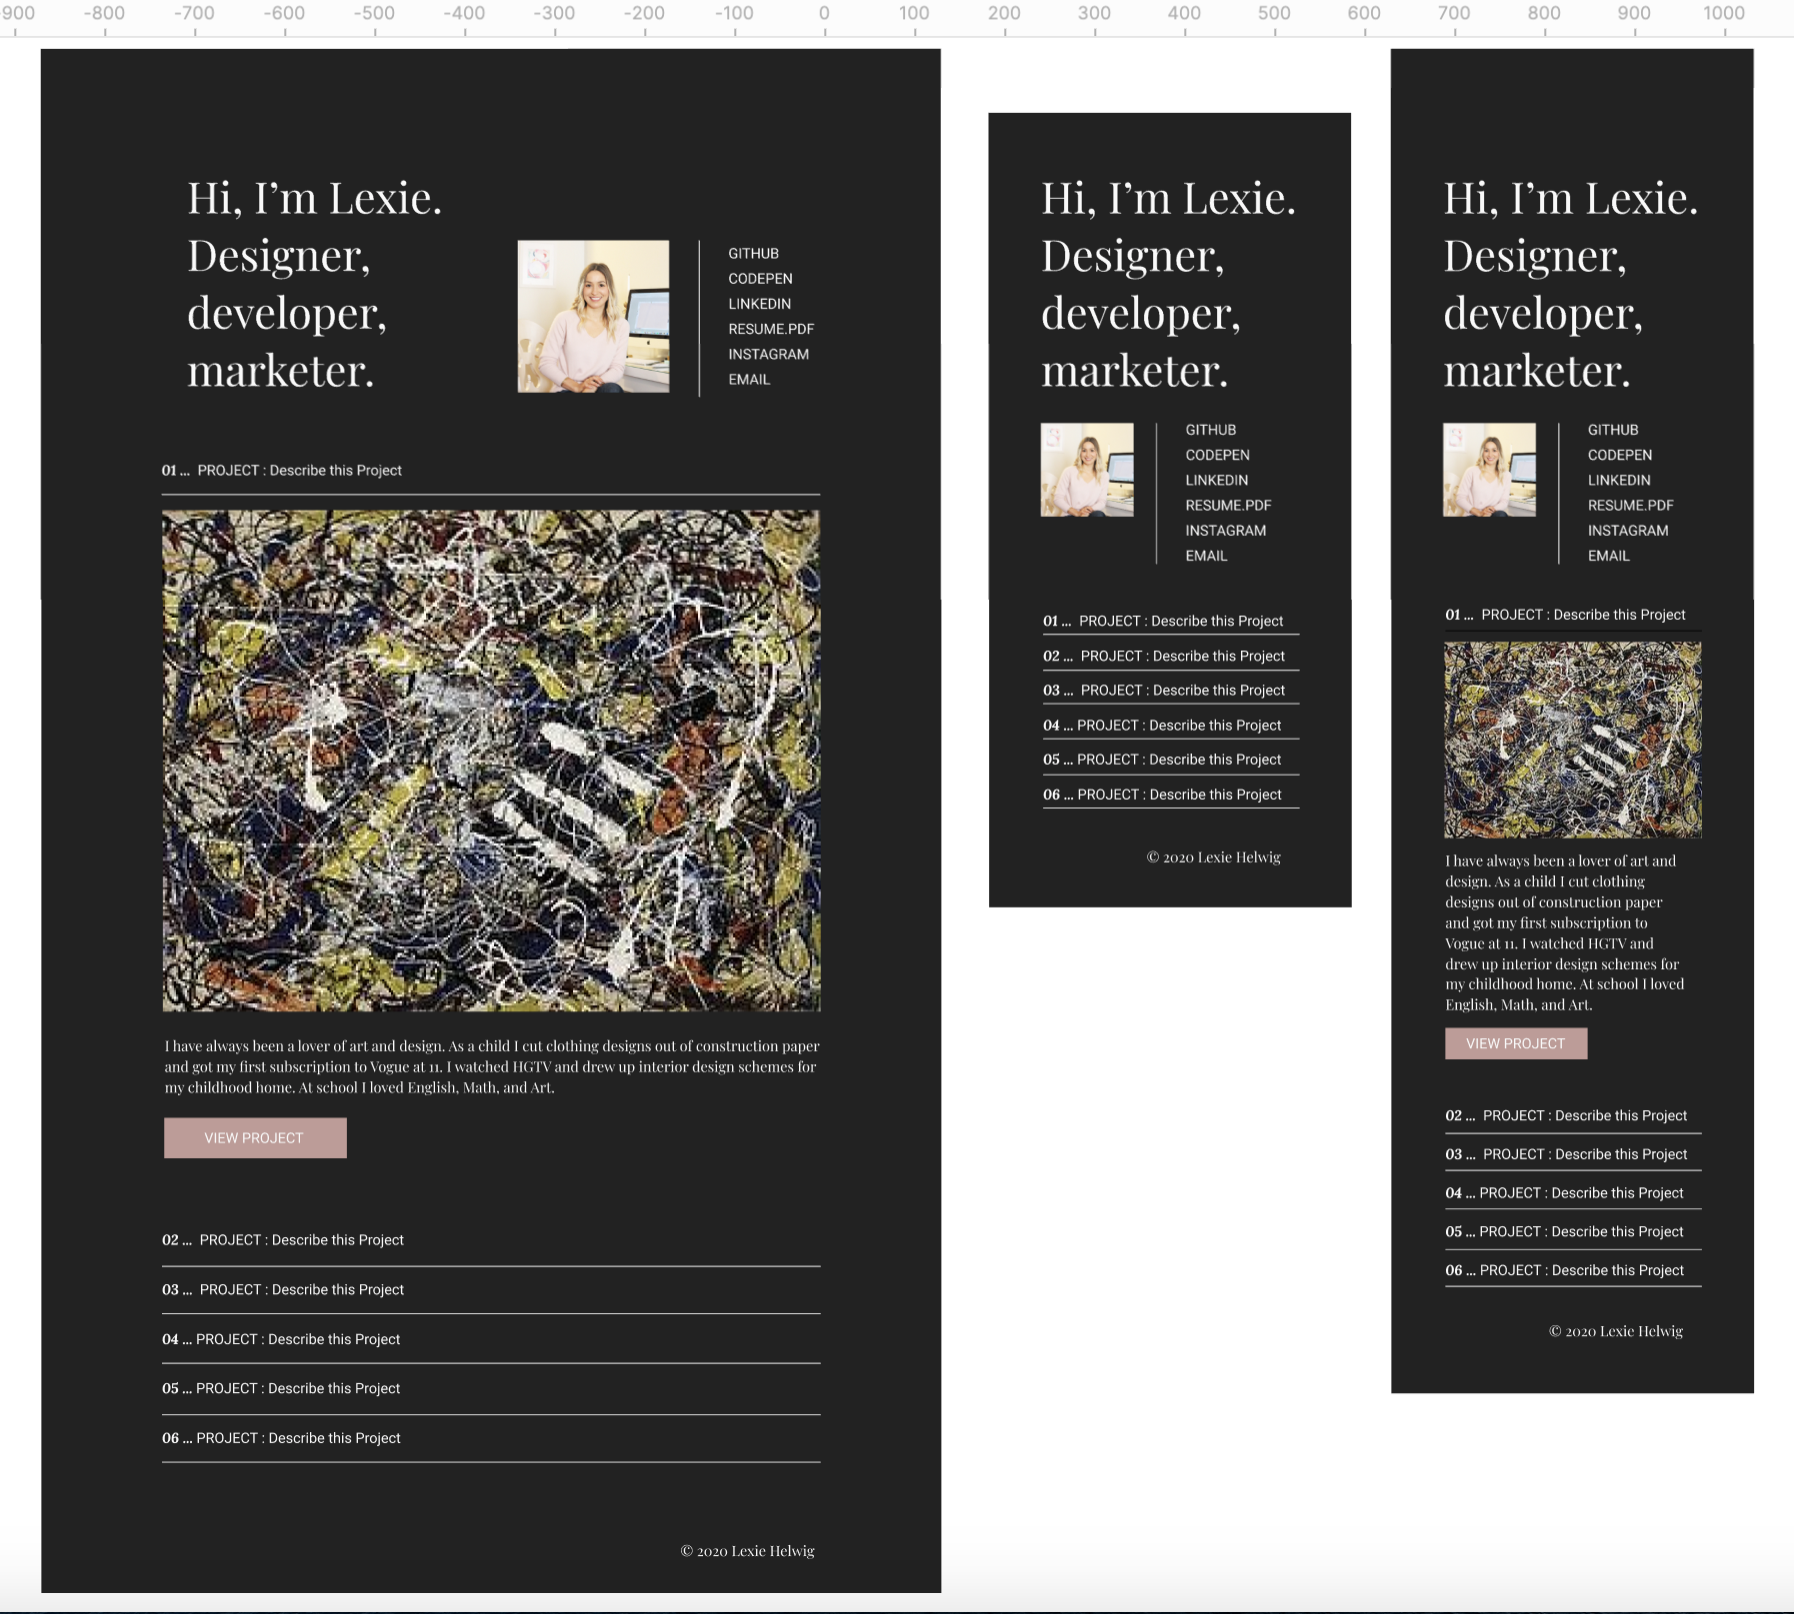 -900 -800 -700 -600 -500 -400 -300 -200 -100 0 100 200 300 400 500 600 700 800 900 1000
Hi, I’m Lexie.
Designer,
developer,
marketer.
GITHUB
CODEPEN
LINKEDIN
RESUME.PDF
INSTAGRAM
EMAIL
01 ... PROJECT : Describe this Project
I have always been a lover of art and design. As a child I cut clothing designs out of construction paper
and got my first subscription to Vogue at 11. I watched HGTV and drew up interior design schemes for
my childhood home. At school I loved English, Math, and Art.
VIEW PROJECT
02 ... PROJECT : Describe this Project
03 ... PROJECT : Describe this Project
04 ... PROJECT : Describe this Project
05 ... PROJECT : Describe this Project
06 ... PROJECT : Describe this Project
© 2020 Lexie Helwig
Hi, I’m Lexie.
Designer,
developer,
marketer.
GITHUB
CODEPEN
LINKEDIN
RESUME.PDF
INSTAGRAM
EMAIL
01 ... PROJECT : Describe this Project
02 ... PROJECT : Describe this Project
03 ... PROJECT : Describe this Project
04 ... PROJECT : Describe this Project
05 ... PROJECT : Describe this Project
06 ... PROJECT : Describe this Project
© 2020 Lexie Helwig
Hi, I’m Lexie.
Designer,
developer,
marketer.
GITHUB
CODEPEN
LINKEDIN
RESUME.PDF
INSTAGRAM
EMAIL
01 ... PROJECT : Describe this Project
I have always been a lover of art and
design. As a child I cut clothing
designs out of construction paper
and got my first subscription to
Vogue at 11. I watched HGTV and
drew up interior design schemes for
my childhood home. At school I loved
English, Math, and Art.
VIEW PROJECT
02 ... PROJECT : Describe this Project
03 ... PROJECT : Describe this Project
04 ... PROJECT : Describe this Project
05 ... PROJECT : Describe this Project
06 ... PROJECT : Describe this Project
© 2020 Lexie Helwig